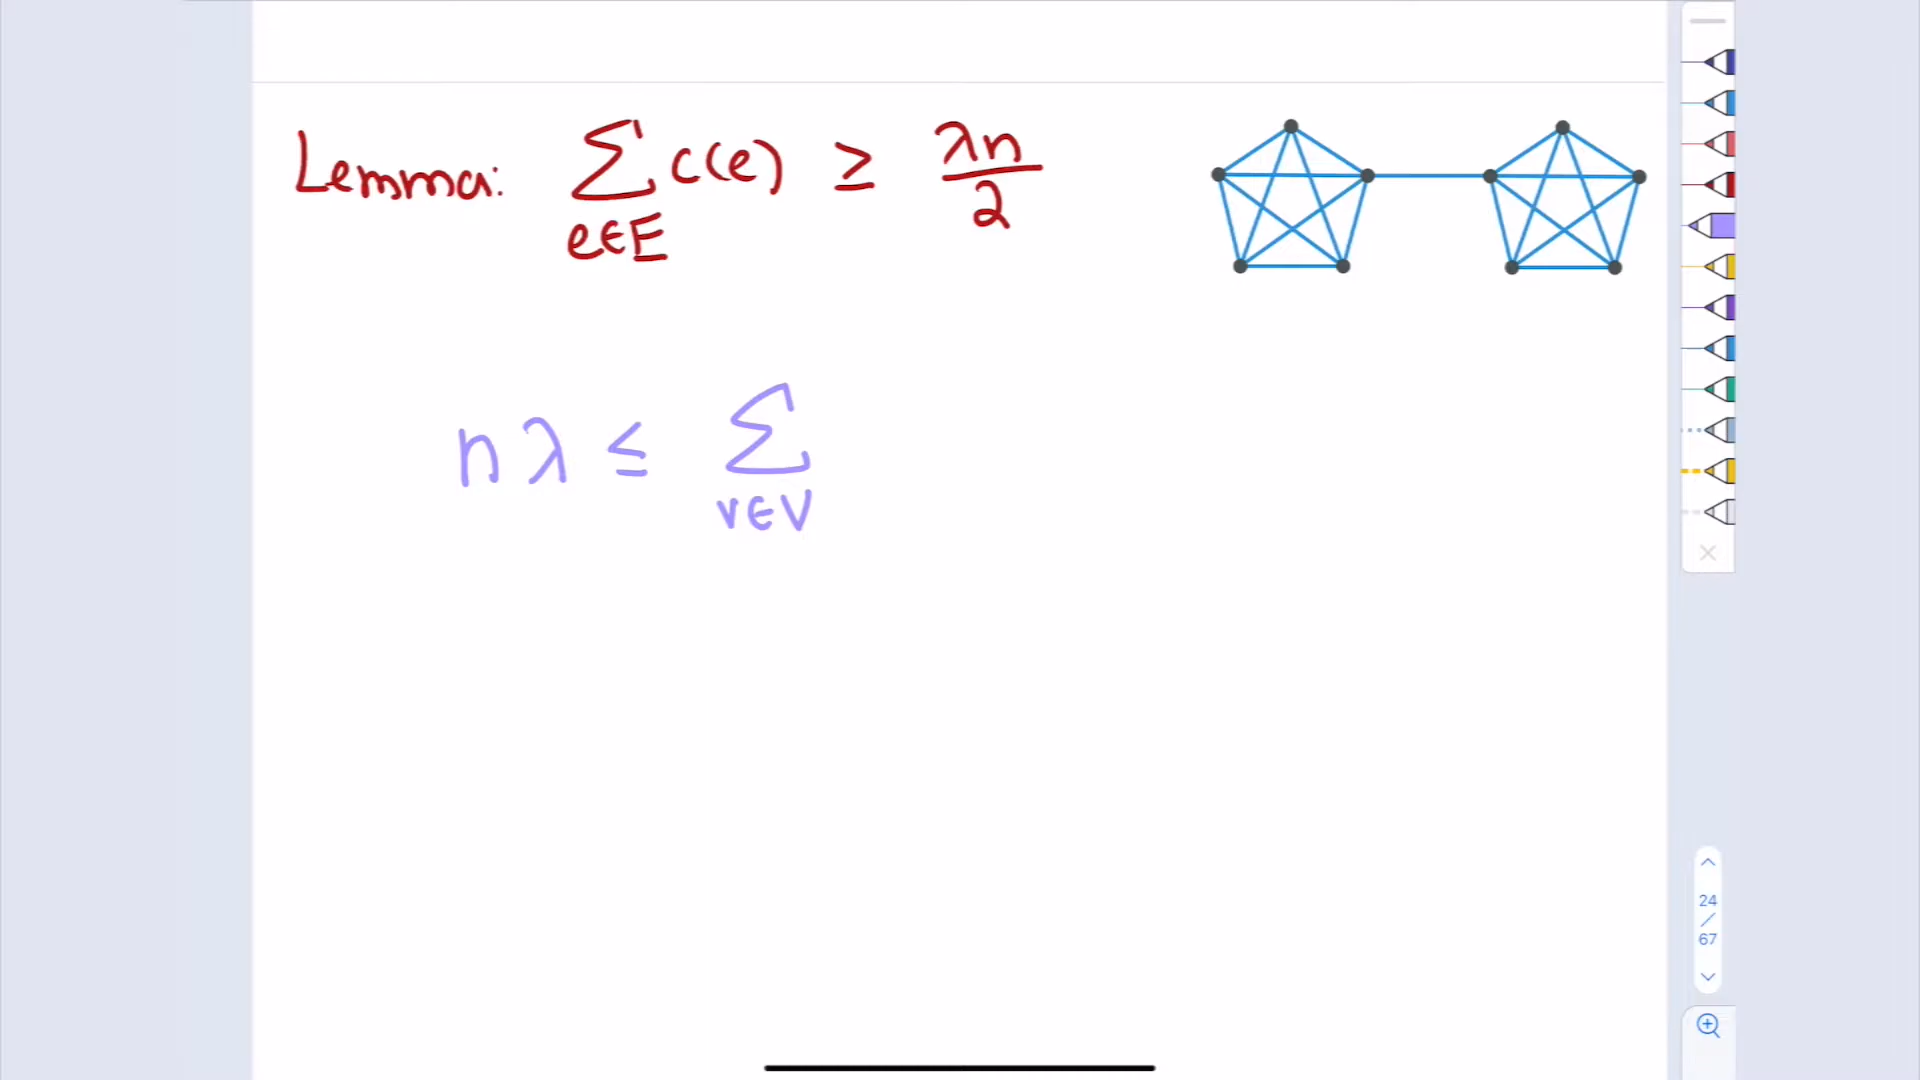 Lemma: ∑ c(e) ≥ λn/2
e∈E
nλ ≤ ∑
v∈V
24
/
67